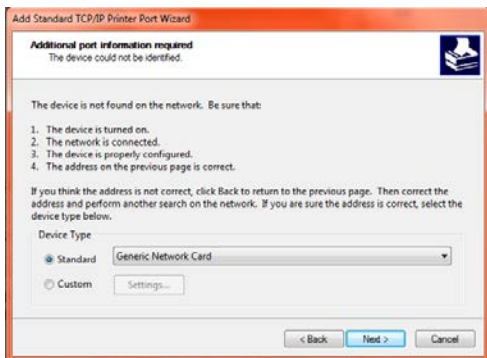 Add Standard TCP/IP Printer Port Wizard
Additional port information required
The device could not be identified.
The device is not found on the network. Be sure that:
1. The device is turned on.
2. The network is connected.
3. The device is properly configured.
4. The address on the previous page is correct.
If you think the address is not correct, click Back to return to the previous page. Then correct the
address and perform another search on the network. If you are sure the address is correct, select the
device type below.
Device Type
Standard
Generic Network Card
Custom
Settings...
< Back
Next >
Cancel